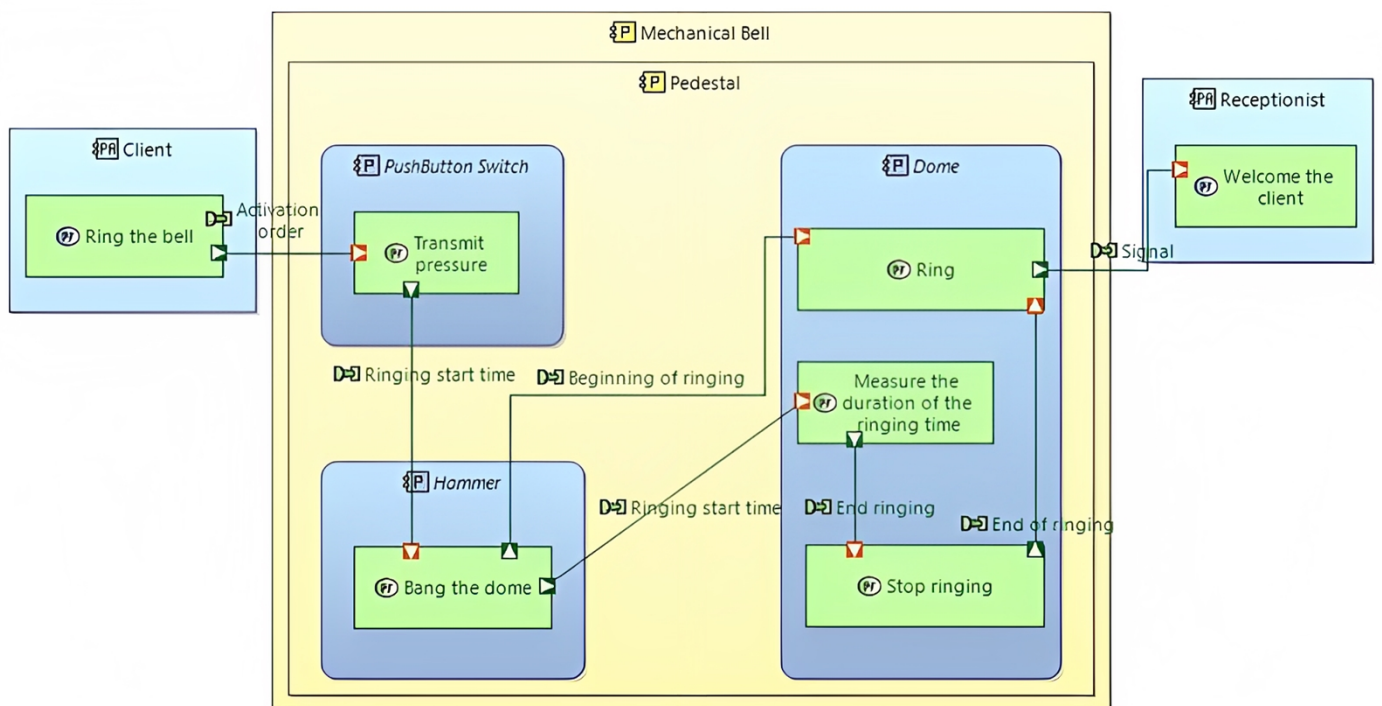 Mechanical Bell
Pedestal
PA Client
Ring the bell
Activation
order
PushButton Switch
Transmit
pressure
Ringing start time
Beginning of ringing
Hommer
Bang the dome
Ringing start time
Dome
Ring
Measure the
duration of the
ringing time
End ringing
End of ringing
Stop ringing
PA Receptionist
Welcome the
client
Signal